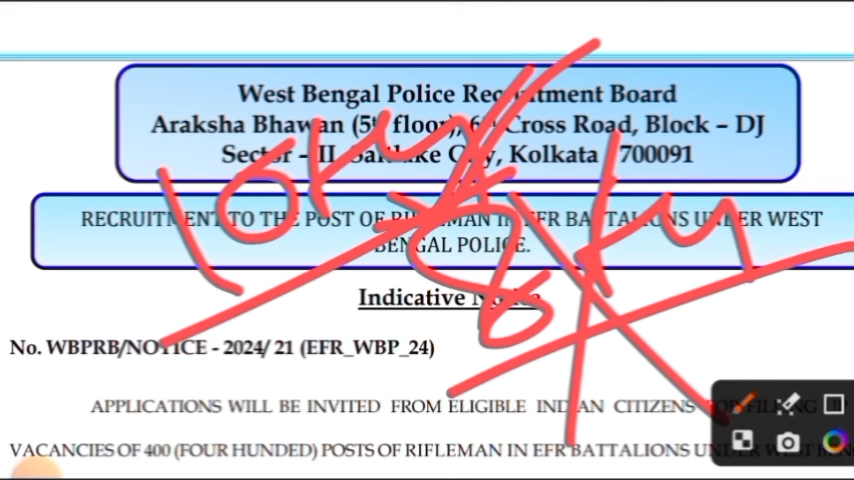 West Bengal Police Recruitment Board
Araksha Bhawan (5th floor), 6th Cross Road, Block – DJ
Sector – II, Saltlake City, Kolkata 700091
RECRUITMENT TO THE POST OF RIFLEMAN IN EFR BATTALIONS UNDER WEST
BENGAL POLICE.
Indicative Notice
No. WBPRB/NOTICE - 2024/ 21 (EFR_WBP_24)
APPLICATIONS WILL BE INVITED FROM ELIGIBLE INDIAN CITIZENS FOR FILLING UP
VACANCIES OF 400 (FOUR HUNDED) POSTS OF RIFLEMAN IN EFR BATTALIONS UNDER WEST